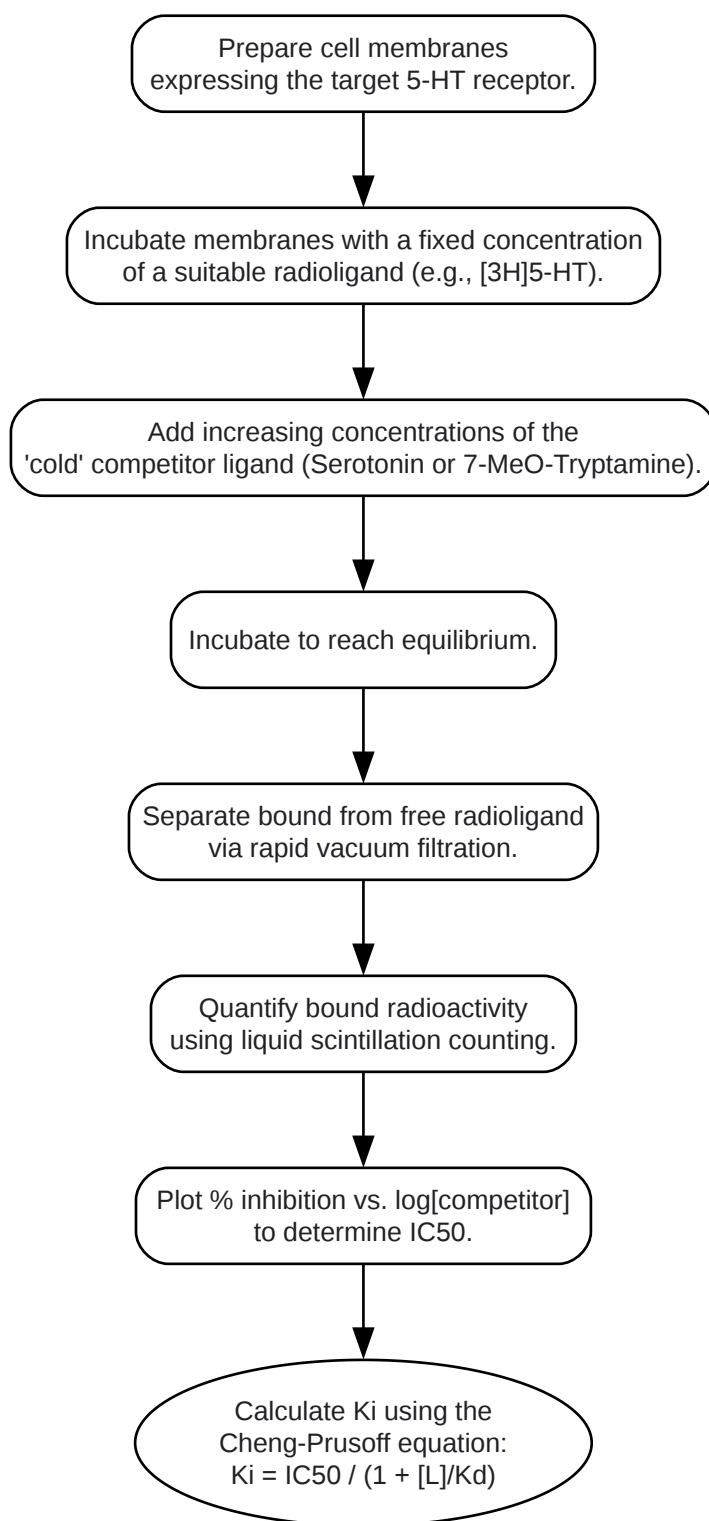 Prepare cell membranes
expressing the target 5-HT receptor.
Incubate membranes with a fixed concentration
of a suitable radioligand (e.g., [3H]5-HT).
Add increasing concentrations of the
'cold' competitor ligand (Serotonin or 7-MeO-Tryptamine).
Incubate to reach equilibrium.
Separate bound from free radioligand
via rapid vacuum filtration.
Quantify bound radioactivity
using liquid scintillation counting.
Plot % inhibition vs. log[competitor]
to determine IC50.
Calculate Ki using the
Cheng-Prusoff equation:
Ki = IC50 / (1 + [L]/Kd)